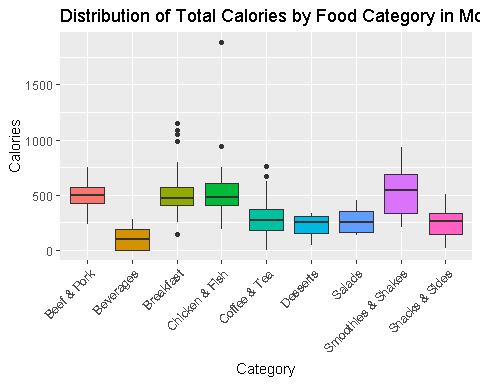 Distribution of Total Calories by Food Category in Mc
Calories
1500
1000
500
0
Beef & Pork
Beverages
Breakfast
Chicken & Fish
Coffee & Tea
Desserts
Salads
Smoothies & Shakes
Snacks & Sides
Category